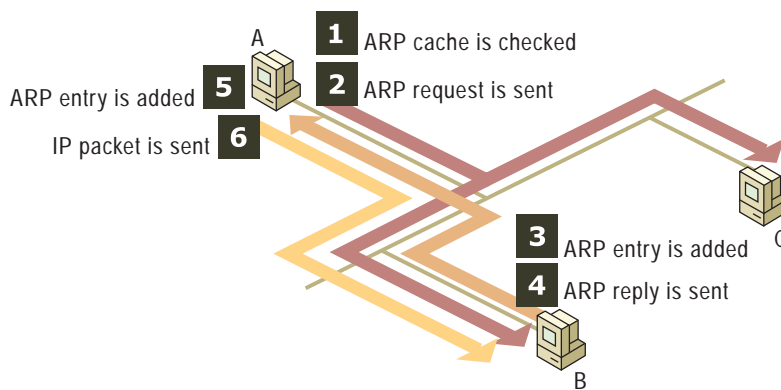 A
1 ARP cache is checked
2 ARP request is sent
5 ARP entry is added
6 IP packet is sent
3 ARP entry is added
4 ARP reply is sent
C
B